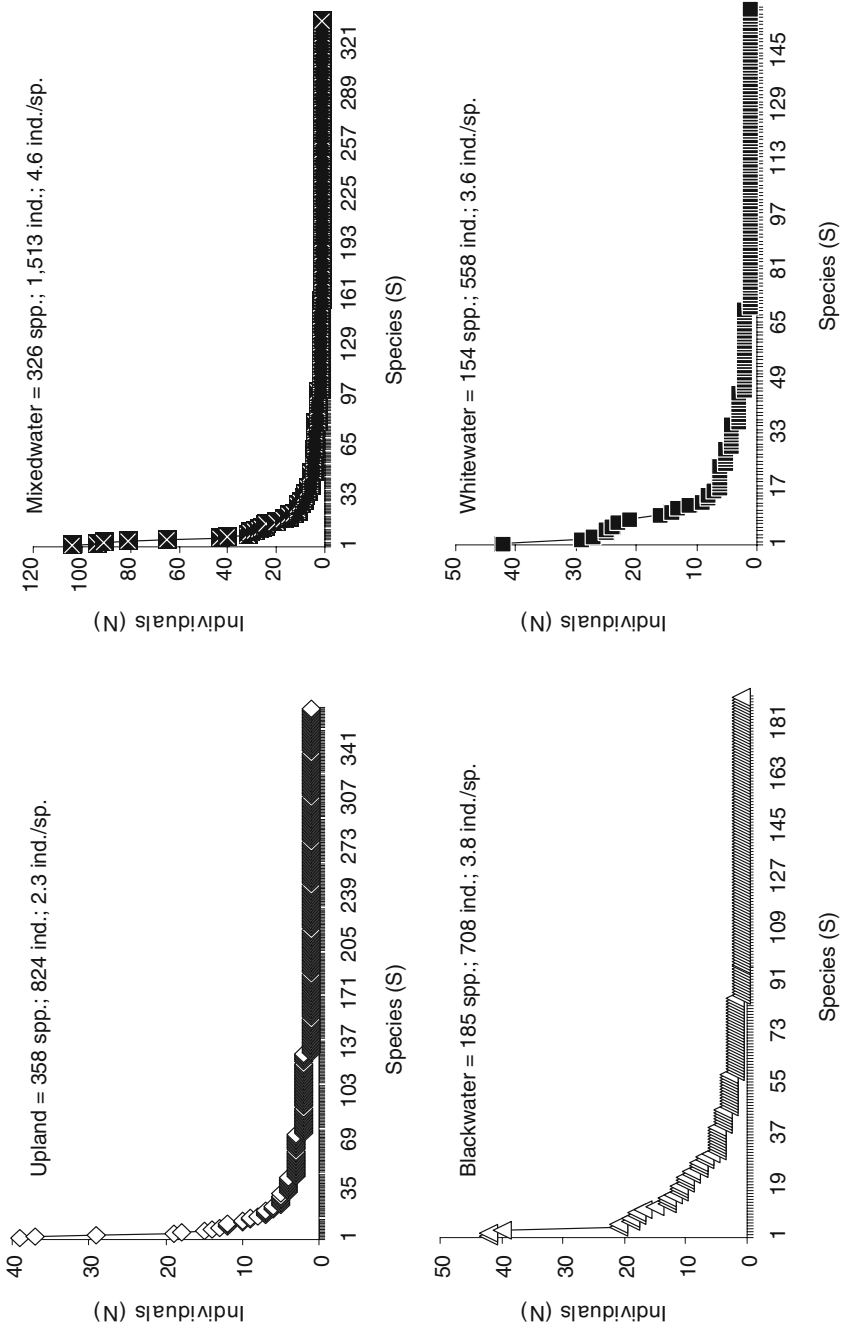 Upland = 358 spp.; 824 ind.; 2.3 ind./sp.
Individuals (N)
40
30
20
10
0
1 35 69 103 137 171 205 239 273 307 341
Species (S)
Mixedwater = 326 spp.; 1,513 ind.; 4.6 ind./sp.
Individuals (N)
120
100
80
60
40
20
0
1 33 65 97 129 161 193 225 257 289 321
Species (S)
Blackwater = 185 spp.; 708 ind.; 3.8 ind./sp.
Individuals (N)
50
40
30
20
10
0
1 19 37 55 73 91 109 127 145 163 181
Species (S)
Whitewater = 154 spp.; 558 ind.; 3.6 ind./sp.
Individuals (N)
50
40
30
20
10
0
1 17 33 49 65 81 97 113 129 145
Species (S)